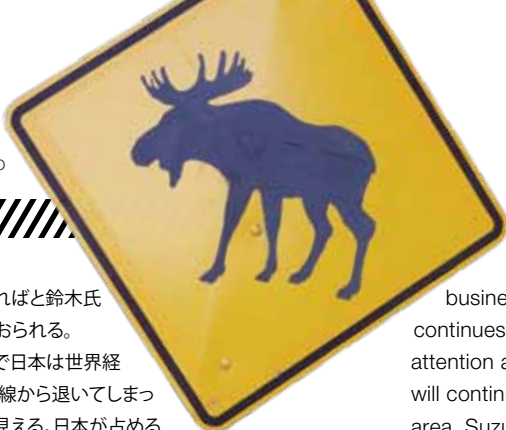 ればと鈴木氏
おられる。
で日本は世界経
線から退いてしまっ
見える。日本が占める
busine
continues
attention a
will contin
area. Suzu